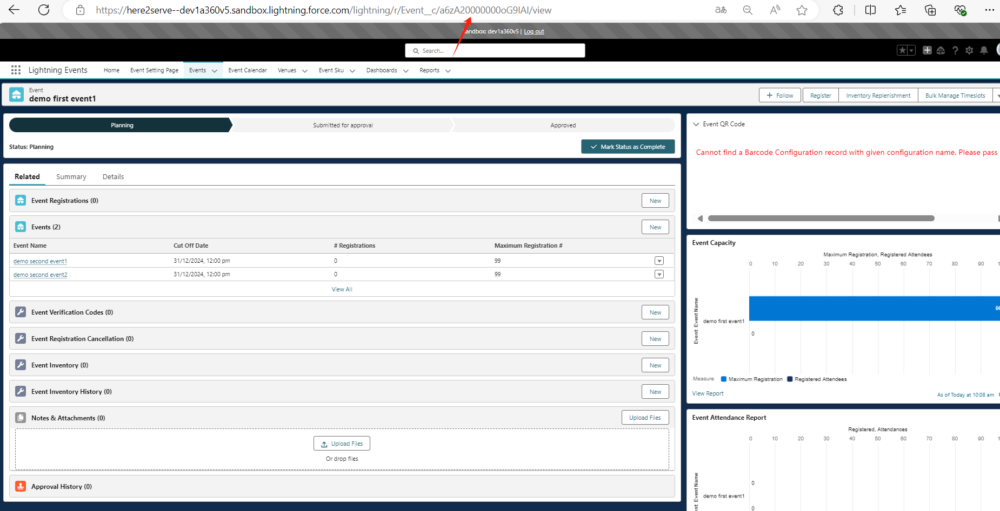 https://here2serve--dev1a360v5.sandbox.lightning.force.com/lightning/r/Event__c/a6zA20000000oG9IAI/view
Sandbox: dev1a360v5 | Log out
Search...
Lightning Events
Home
Event Setting Page
Events
Event Calendar
Venues
Event Sku
Dashboards
Reports
Event
demo first event1
Follow
Register
Inventory Replenishment
Bulk Manage Timeslots
Planning
Submitted for approval
Approved
Status: Planning
Mark Status as Complete
Related
Summary
Details
Event Registrations (0)
New
Events (2)
New
Event Name
Cut Off Date
# Registrations
Maximum Registration #
demo second event1
31/12/2024, 12:00 pm
0
99
demo second event2
31/12/2024, 12:00 pm
0
99
View All
Event Verification Codes (0)
New
Event Registration Cancellation (0)
New
Event Inventory (0)
New
Event Inventory History (0)
New
Notes & Attachments (0)
Upload Files
Upload Files
Or drop files
Approval History (0)
Event QR Code
Cannot find a Barcode Configuration record with given configuration name. Please pass
Event Capacity
Maximum Registration, Registered Attendees
0 10 20 30 40 50 60 70 80 90
Event: Event Name
demo first event1
0
Measure
Maximum Registration
Registered Attendees
View Report
As of Today at 10:08 am
Event Attendance Report
Registered, Attendances
0 10 20 30 40 50 60 70 80 90
Event Name
demo first event1
0
0